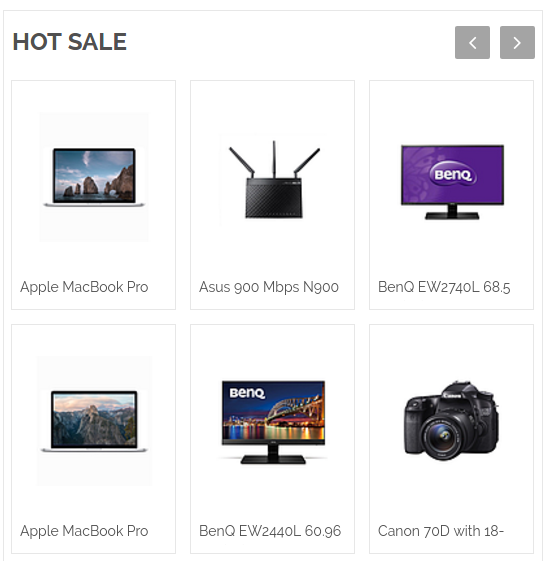 HOT SALE
BenQ
Apple MacBook Pro
Asus 900 Mbps N900
BenQ EW2740L 68.5
BenQ
Canon
Apple MacBook Pro
BenQ EW2440L 60.96
Canon 70D with 18-